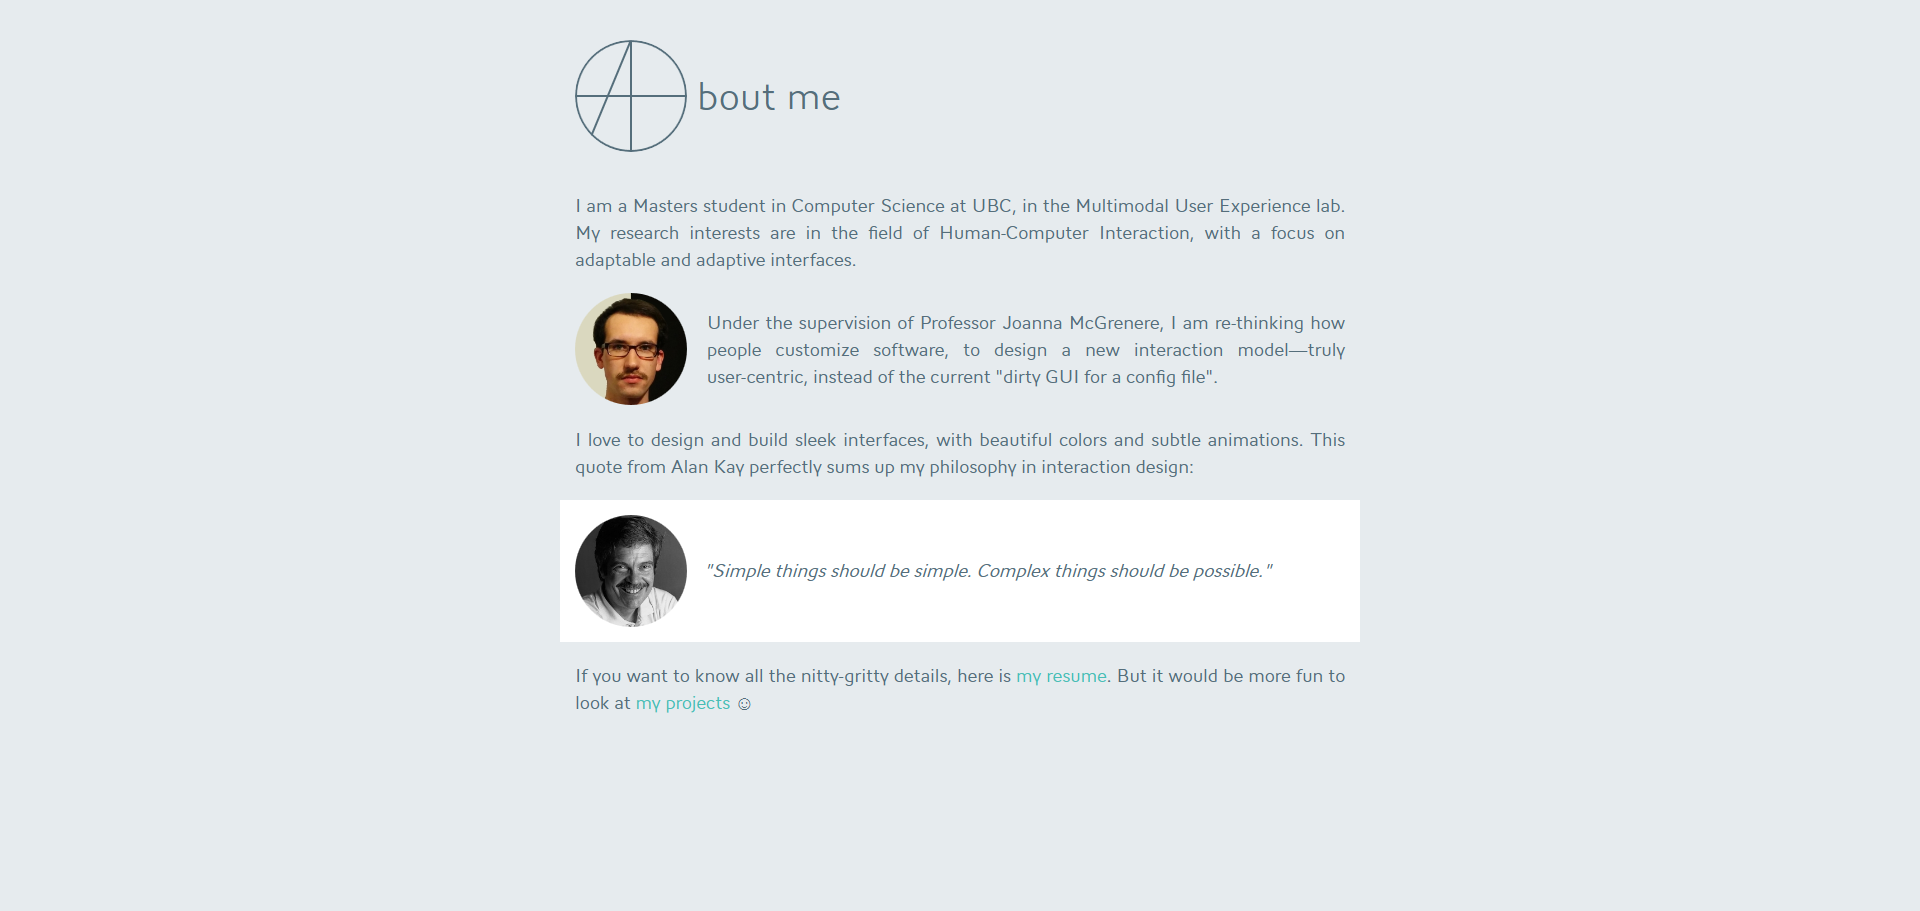 About me
I am a Masters student in Computer Science at UBC, in the Multimodal User Experience lab.
My research interests are in the field of Human-Computer Interaction, with a focus on
adaptable and adaptive interfaces.
Under the supervision of Professor Joanna McGrenere, I am re-thinking how
people customize software, to design a new interaction model—truly
user-centric, instead of the current "dirty GUI for a config file".
I love to design and build sleek interfaces, with beautiful colors and subtle animations. This
quote from Alan Kay perfectly sums up my philosophy in interaction design:
"Simple things should be simple. Complex things should be possible."
If you want to know all the nitty-gritty details, here is my resume. But it would be more fun to
look at my projects ☺